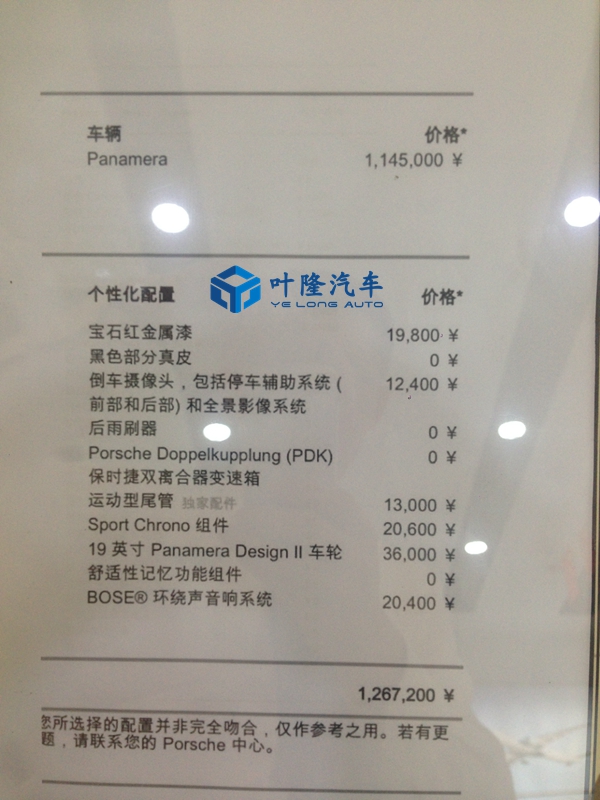 车辆 价格*
Panamera 1,145,000 ¥
叶隆汽车
YE LONG AUTO
个性化配置 价格*
宝石红金属漆 19,800 ¥
黑色部分真皮 0 ¥
倒车摄像头，包括停车辅助系统 ( 12,400 ¥
前部和后部) 和全景影像系统
后雨刷器 0 ¥
Porsche Doppelkupplung (PDK) 0 ¥
保时捷双离合器变速箱
运动型尾管 独家配件 13,000 ¥
Sport Chrono 组件 20,600 ¥
19 英寸 Panamera Design II 车轮 36,000 ¥
舒适性记忆功能组件 0 ¥
BOSE® 环绕声音响系统 20,400 ¥
1,267,200 ¥
您所选择的配置并非完全吻合，仅作参考之用。若有更
题，请联系您的 Porsche 中心。